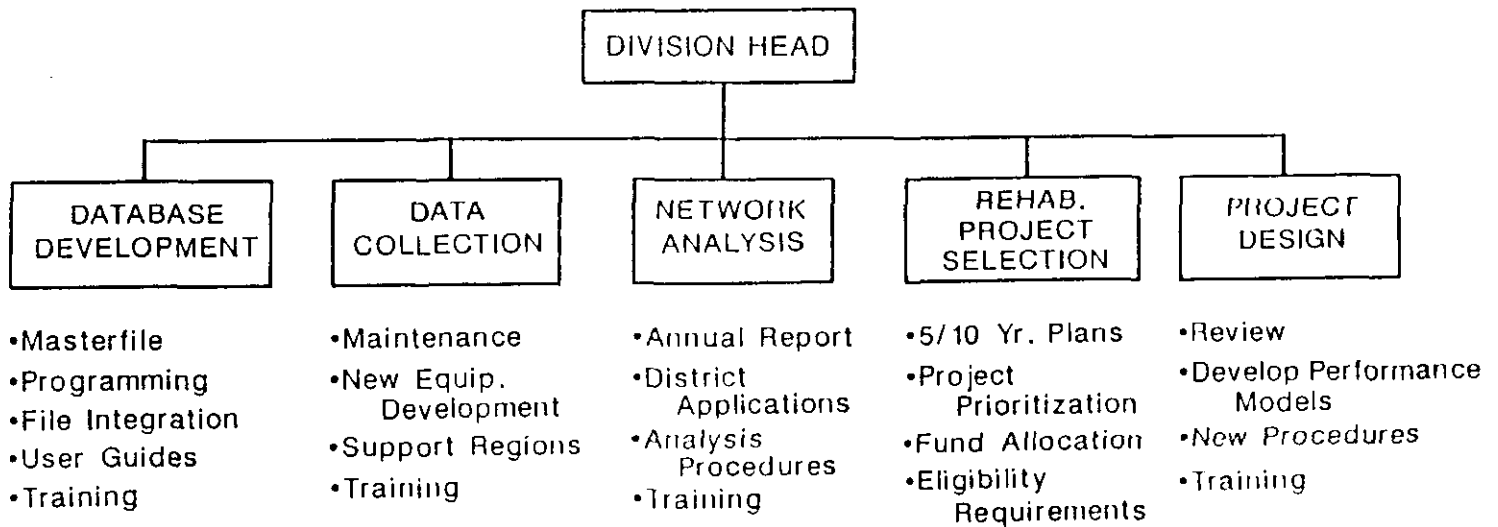 DIVISION HEAD
DATABASE
DEVELOPMENT
•Masterfile
•Programming
•File Integration
•User Guides
•Training
DATA
COLLECTION
•Maintenance
•New Equip.
Development
•Support Regions
•Training
NETWORK
ANALYSIS
•Annual Report
•District
Applications
•Analysis
Procedures
•Training
REHAB.
PROJECT
SELECTION
•5/10 Yr. Plans
•Project
Prioritization
•Fund Allocation
•Eligibility
Requirements
PROJECT
DESIGN
•Review
•Develop Performance
Models
•New Procedures
•Training